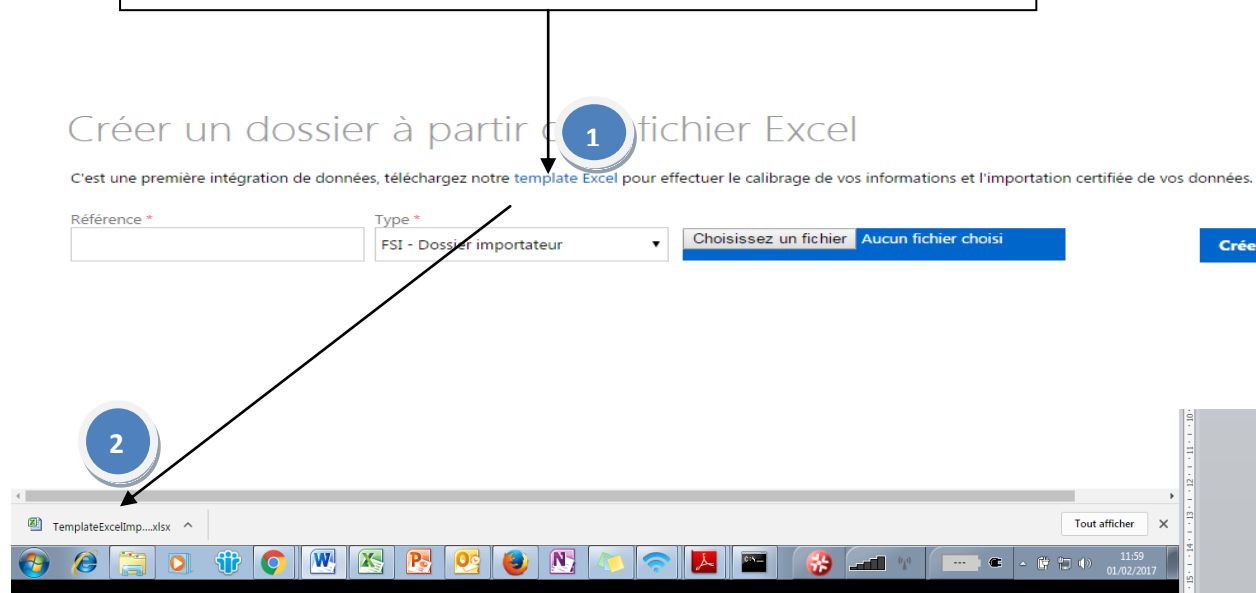 Créer un dossier à partir d 1 fichier Excel
C'est une première intégration de données, téléchargez notre template Excel pour effectuer le calibrage de vos informations et l'importation certifiée de vos données.
Référence * Type *
FSI - Dossier importateur Choisissez un fichier Aucun fichier choisi Crée
2
TemplateExcelImp....xlsx Tout afficher
11:59
01/02/2017